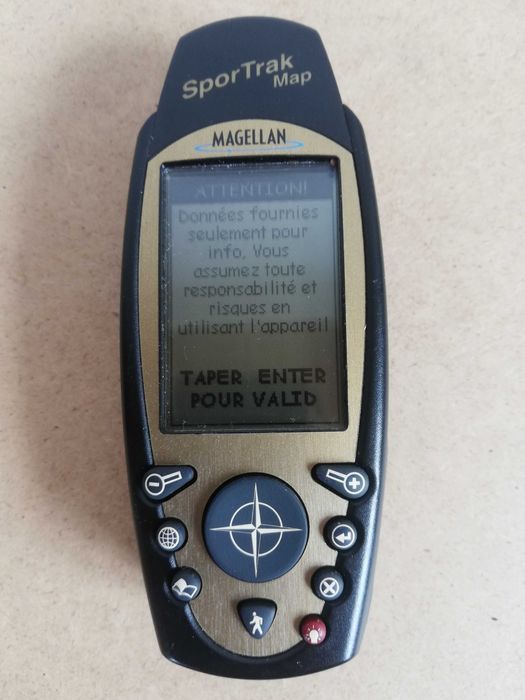 SporTrak
Map
MAGELLAN
ATTENTION!
Données fournies
seulement pour
info, Vous
assumez toute
responsabilité et
risques en
utilisant l'appareil
TAPER ENTER
POUR VALID